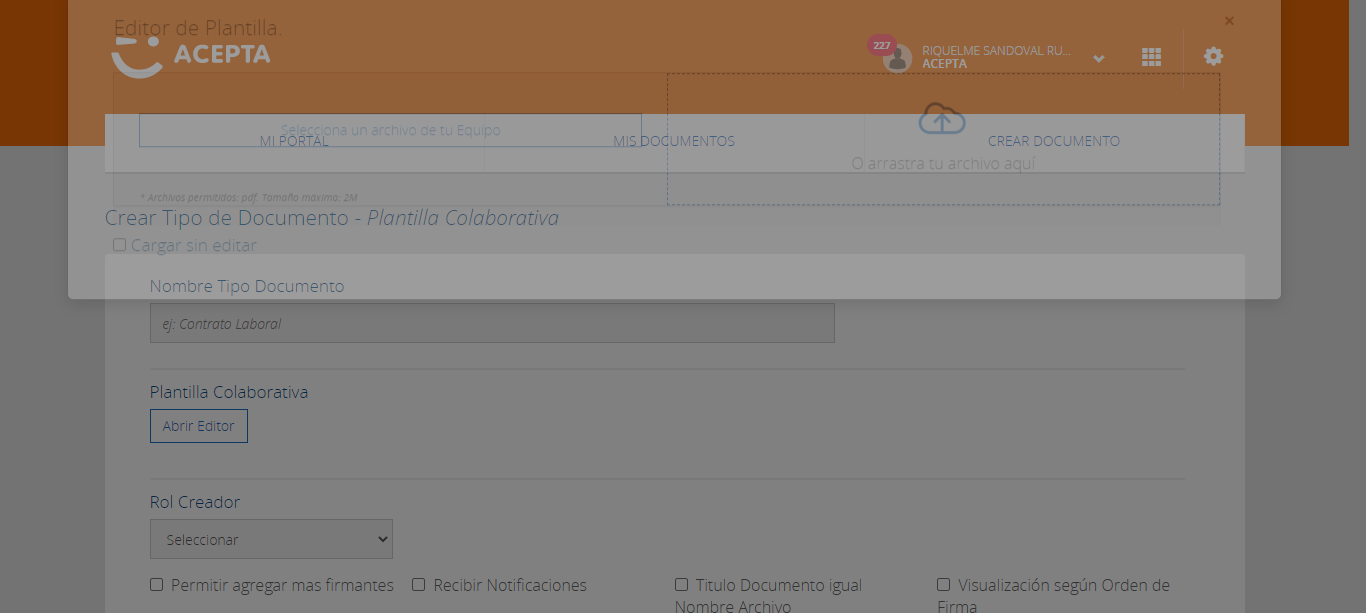 Editor de Plantilla.
×
ACEPTA
227
RIQUELME SANDOVAL RU...
ACEPTA
Selecciona un archivo de tu Equipo
MI PORTAL
MIS DOCUMENTOS
CREAR DOCUMENTO
O arrastra tu archivo aquí
* Archivos permitidos: pdf. Tamaño máximo: 2M
Crear Tipo de Documento - Plantilla Colaborativa
Cargar sin editar
Nombre Tipo Documento
ej: Contrato Laboral
Plantilla Colaborativa
Abrir Editor
Rol Creador
Seleccionar
Permitir agregar mas firmantes
Recibir Notificaciones
Titulo Documento igual
Nombre Archivo
Visualización según Orden de
Firma